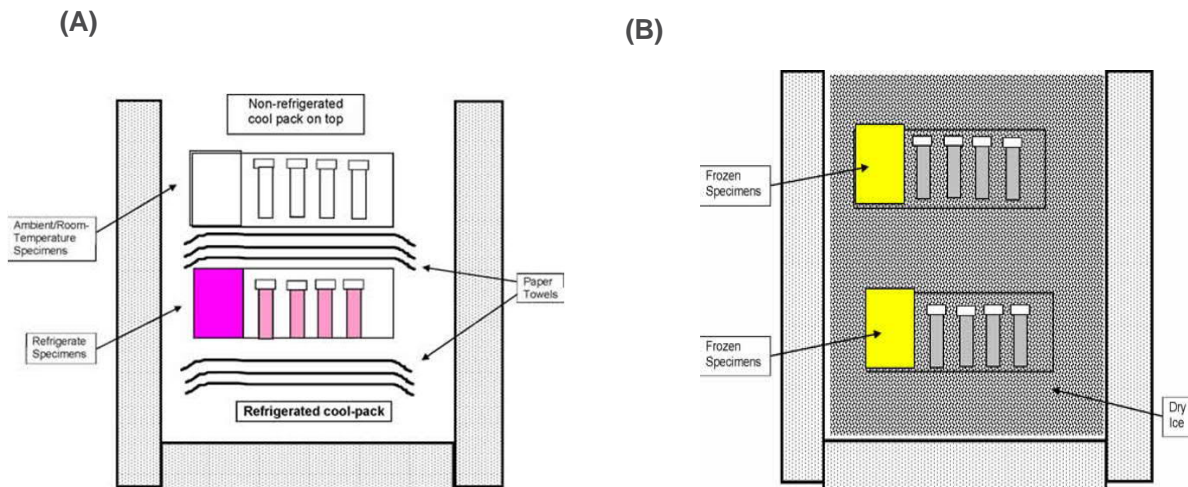 (A)
Non-refrigerated
cool pack on top
Ambient/Room-
Temperature
Specimens
Paper
Towels
Refrigerate
Specimens
Refrigerated cool-pack
(B)
Frozen
Specimens
Frozen
Specimens
Dry
Ice